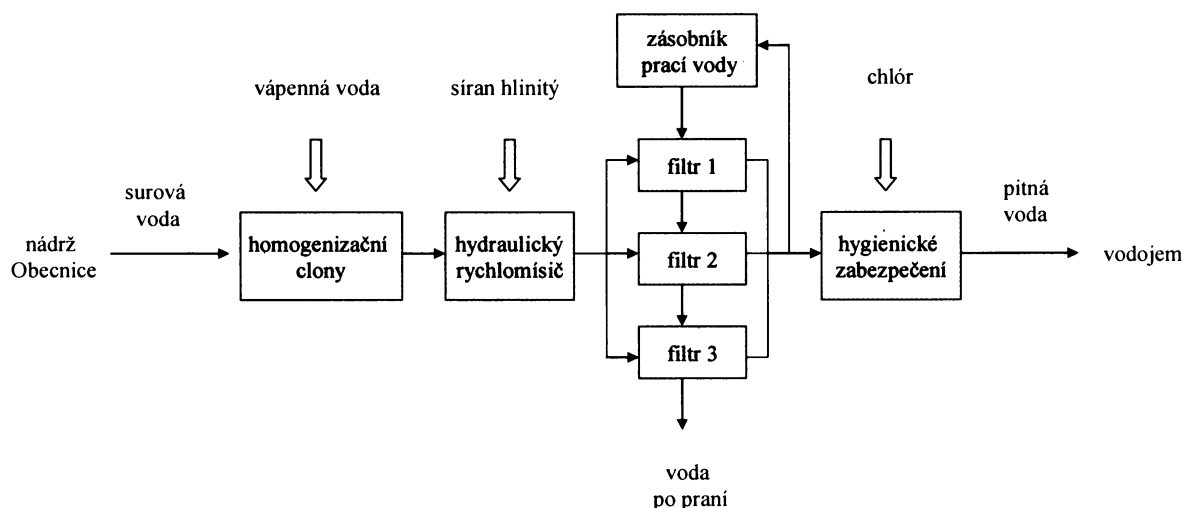 zásobník
prací vody
vápenná voda
síran hlinitý
chlór
filtr 1
surová
voda
pitná
voda
nádrž
Obecnice
homogenizační
clony
hydraulický
rychlomísič
filtr 2
hygienické
zabezpečení
vodojem
filtr 3
voda
po praní